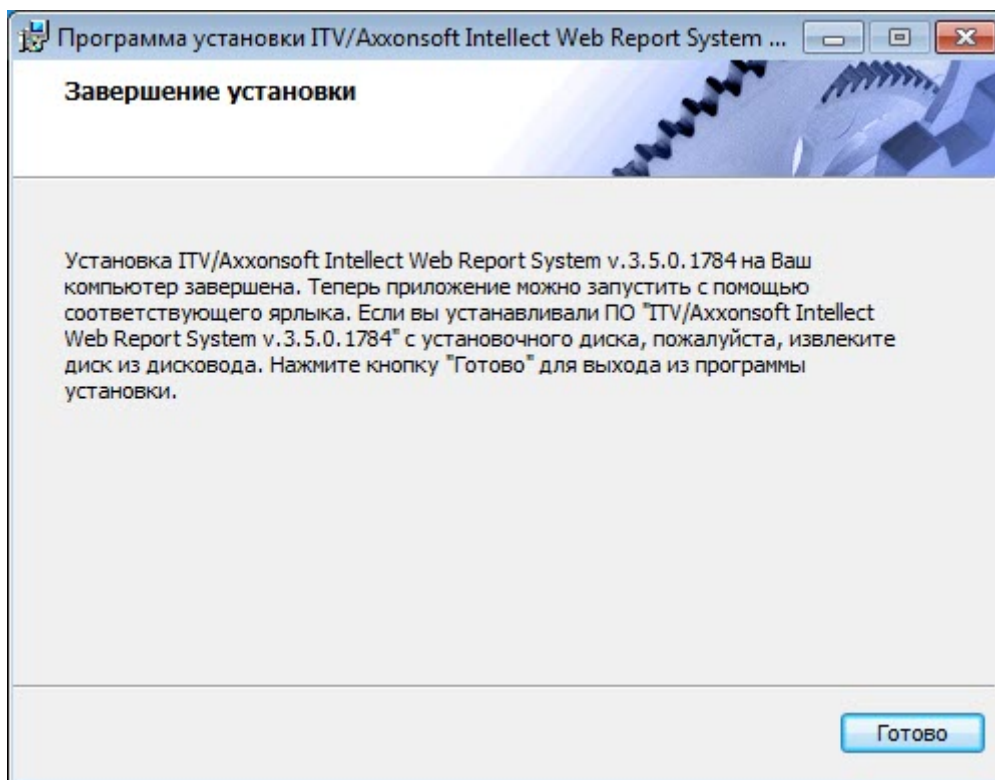 Программа установки ITV/Axxonsoft Intellect Web Report System ...
Завершение установки
Установка ITV/Axxonsoft Intellect Web Report System v.3.5.0.1784 на Ваш
компьютер завершена. Теперь приложение можно запустить с помощью
соответствующего ярлыка. Если вы устанавливали ПО "ITV/Axxonsoft Intellect
Web Report System v.3.5.0.1784" с установочного диска, пожалуйста, извлеките
диск из дисковода. Нажмите кнопку "Готово" для выхода из программы
установки.
Готово